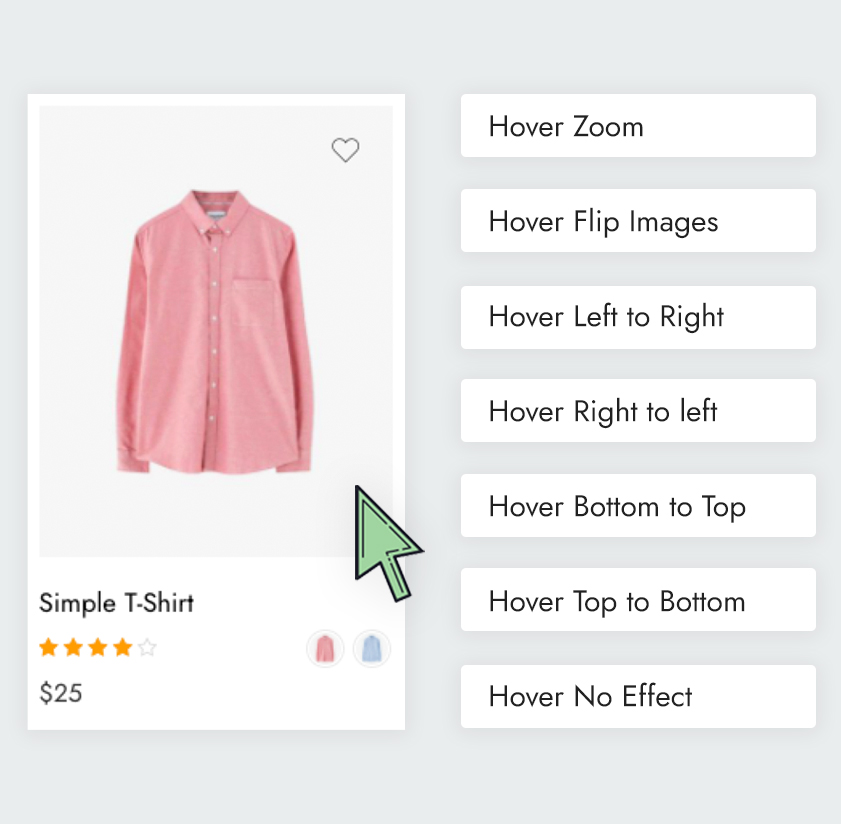 Simple T-Shirt
$25
Hover Zoom
Hover Flip Images
Hover Left to Right
Hover Right to left
Hover Bottom to Top
Hover Top to Bottom
Hover No Effect